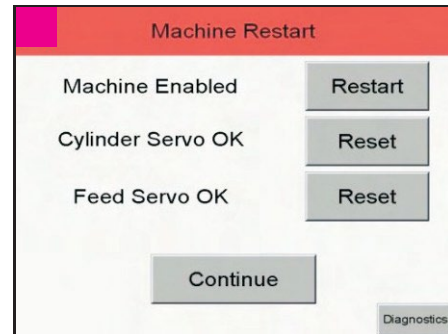 Machine Restart
Machine Enabled Restart
Cylinder Servo OK Reset
Feed Servo OK Reset
Continue
Diagnostics